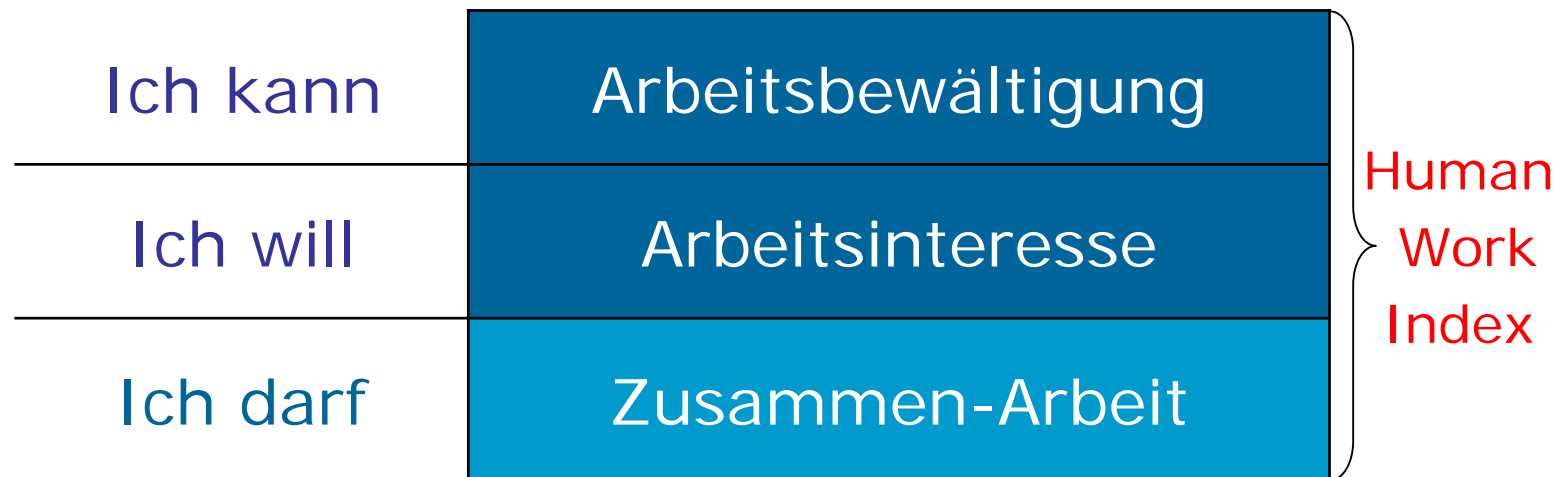 Ich kann Arbeitsbewältigung
Ich will Arbeitsinteresse
Ich darf Zusammen-Arbeit
Human
Work
Index